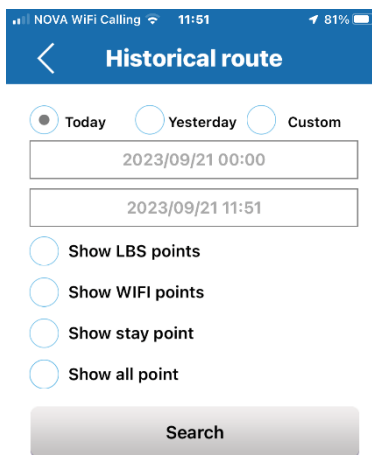 NOVA WiFi Calling 11:51 81%
Historical route
Today Yesterday Custom
2023/09/21 00:00
2023/09/21 11:51
Show LBS points
Show WIFI points
Show stay point
Show all point
Search